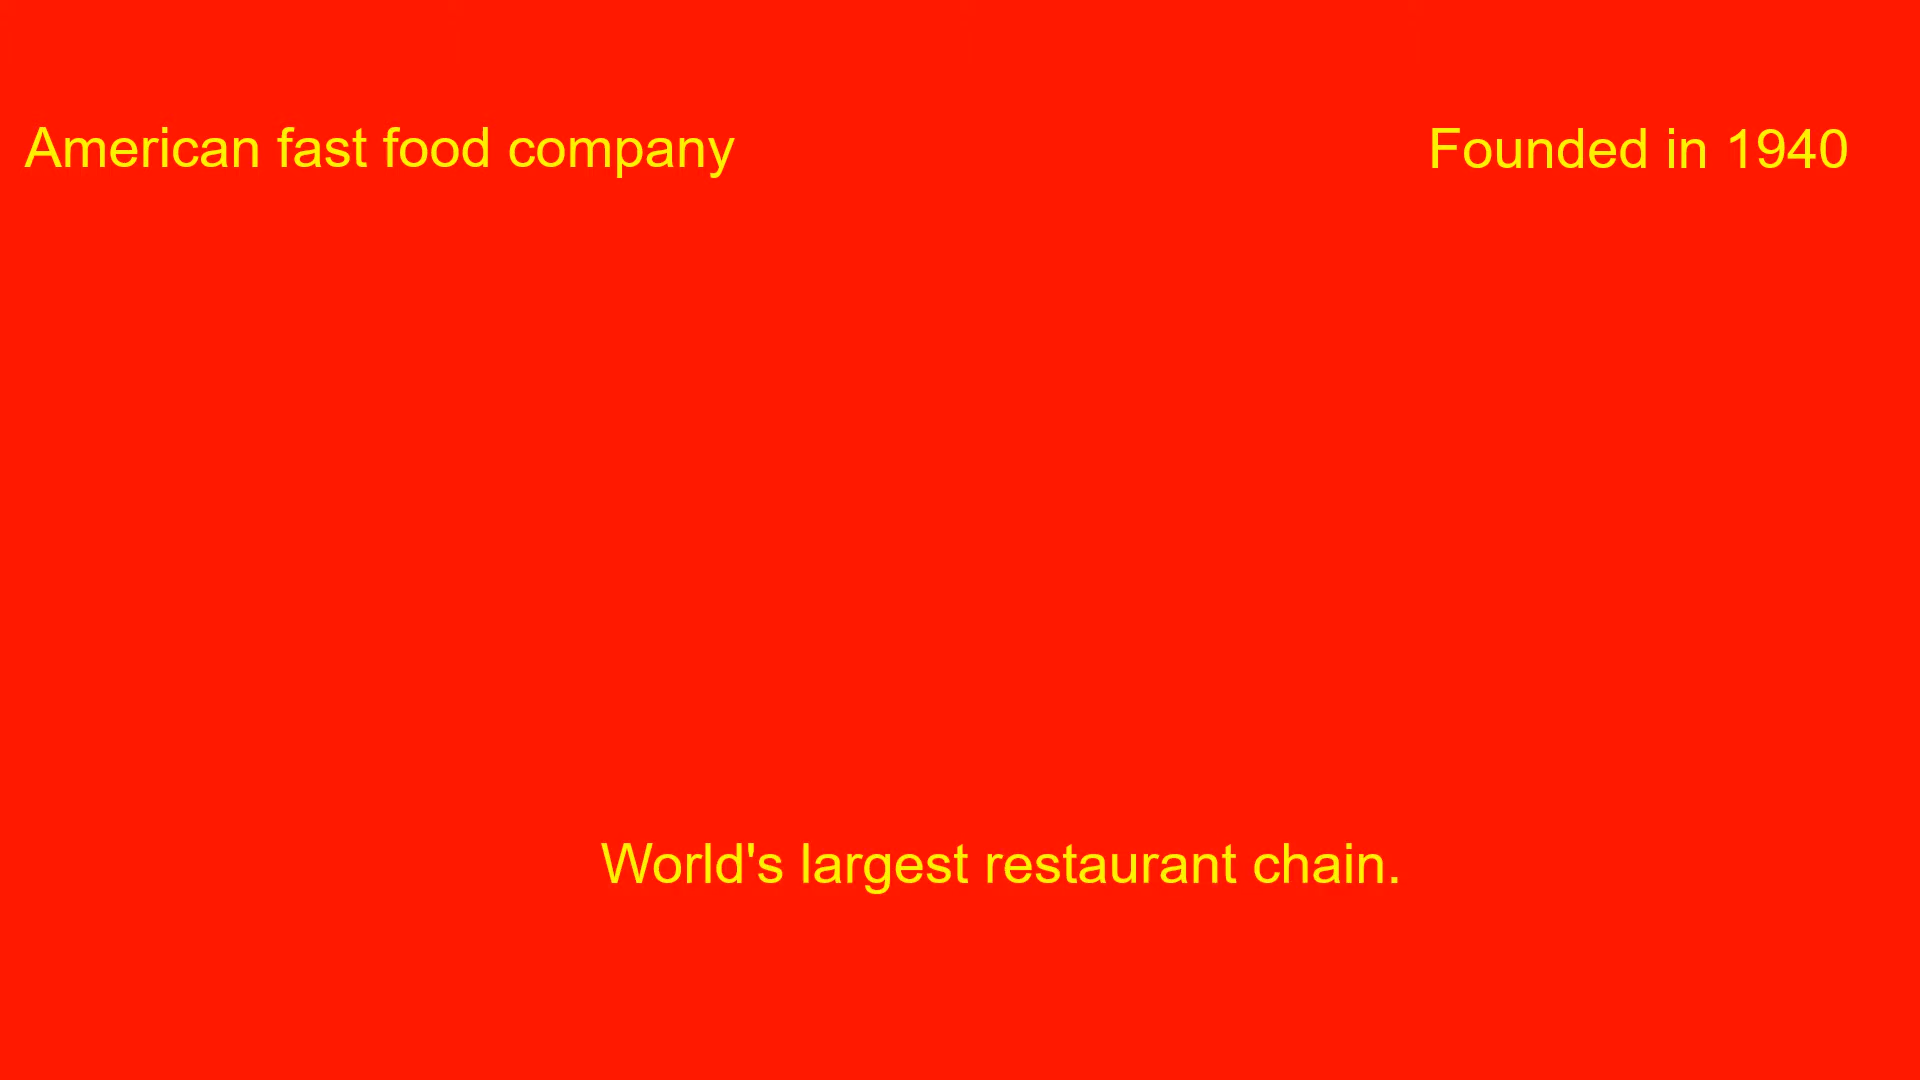 American fast food company
Founded in 1940
World's largest restaurant chain.